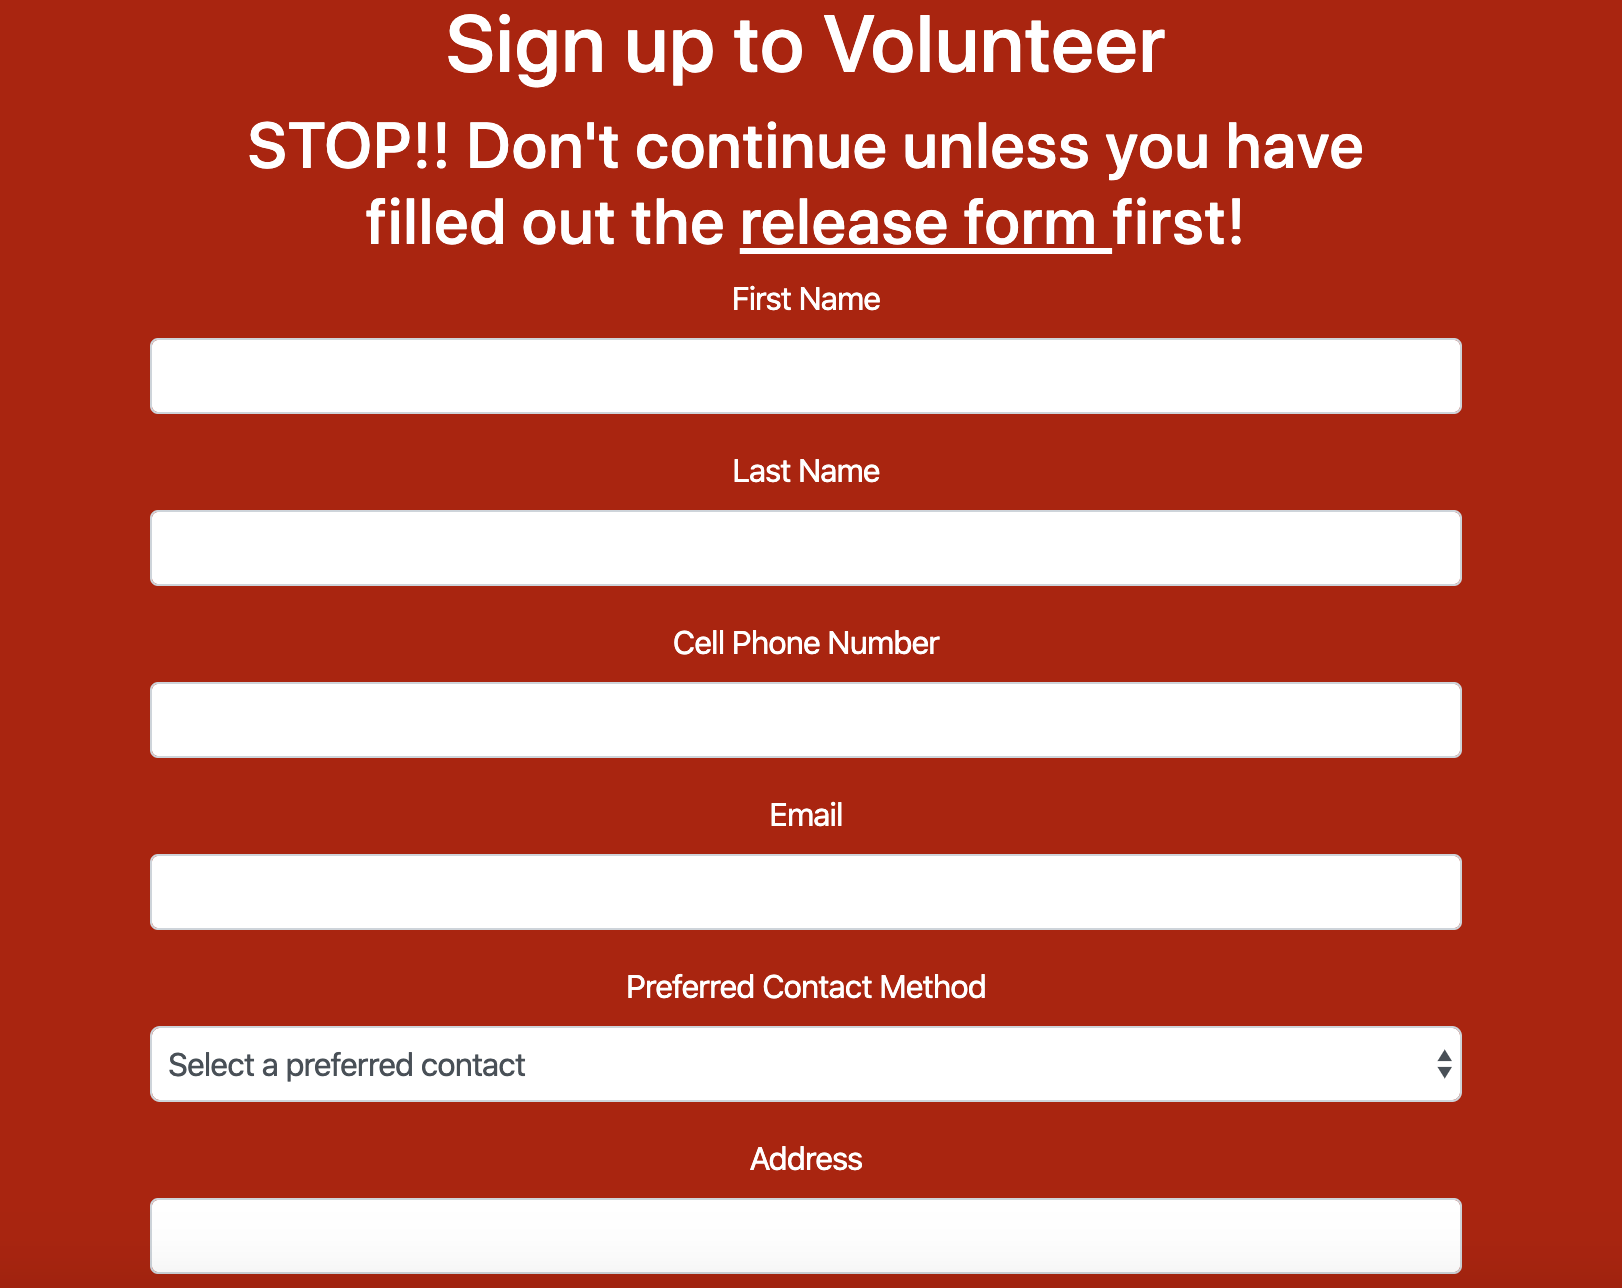 Sign up to Volunteer
STOP!! Don't continue unless you have
filled out the release form first!
First Name
Last Name
Cell Phone Number
Email
Preferred Contact Method
Select a preferred contact
Address